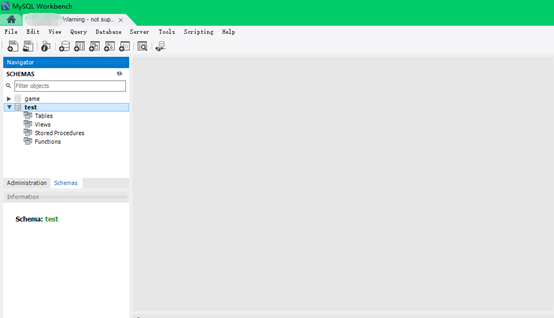 MySQL Workbench
Warning - not sup...
File Edit View Query Database Server Tools Scripting Help
Navigator
SCHEMAS
Filter objects
game
test
Tables
Views
Stored Procedures
Functions
Administration Schemas
Information
Schema: test